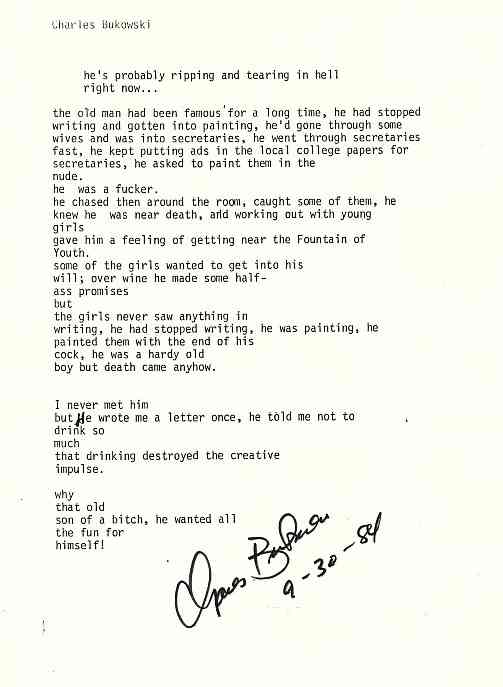 Charles Bukowski
he's probably ripping and tearing in hell
right now...
the old man had been famous for a long time, he had stopped
writing and gotten into painting, he'd gone through some
wives and was into secretaries, he went through secretaries
fast, he kept putting ads in the local college papers for
secretaries, he asked to paint them in the
nude.
he was a fucker.
he chased then around the room, caught some of them, he
knew he was near death, and working out with young
girls
gave him a feeling of getting near the Fountain of
Youth.
some of the girls wanted to get into his
will; over wine he made some half-
ass promises
but
the girls never saw anything in
writing, he had stopped writing, he was painting, he
painted them with the end of his
cock, he was a hardy old
boy but death came anyhow.
I never met him
but He wrote me a letter once, he told me not to
drink so
much
that drinking destroyed the creative
impulse.
why
that old
son of a bitch, he wanted all
the fun for
himself!
Charles Bukowski
9-30-84